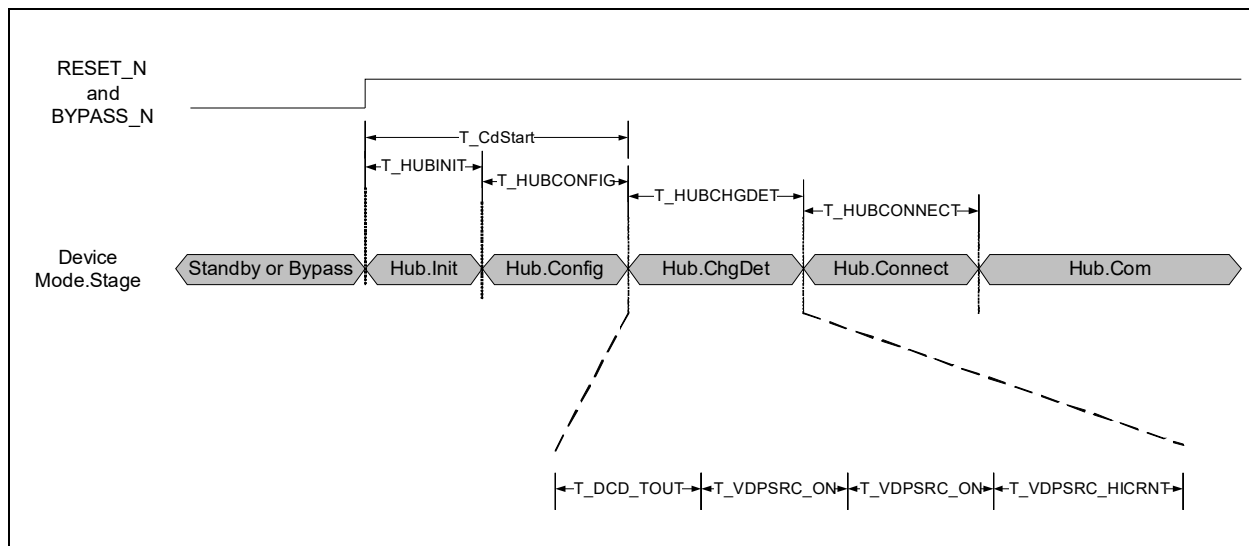 RESET_N
and
BYPASS_N
T_CdStart
T_HUBINIT
T_HUBCONFIG
T_HUBCHGDET
T_HUBCONNECT
Device
Mode.Stage
Standby or Bypass
Hub.Init
Hub.Config
Hub.ChgDet
Hub.Connect
Hub.Com
T_DCD_TOUT
T_VDPSRC_ON
T_VDPSRC_ON
T_VDPSRC_HICRNT